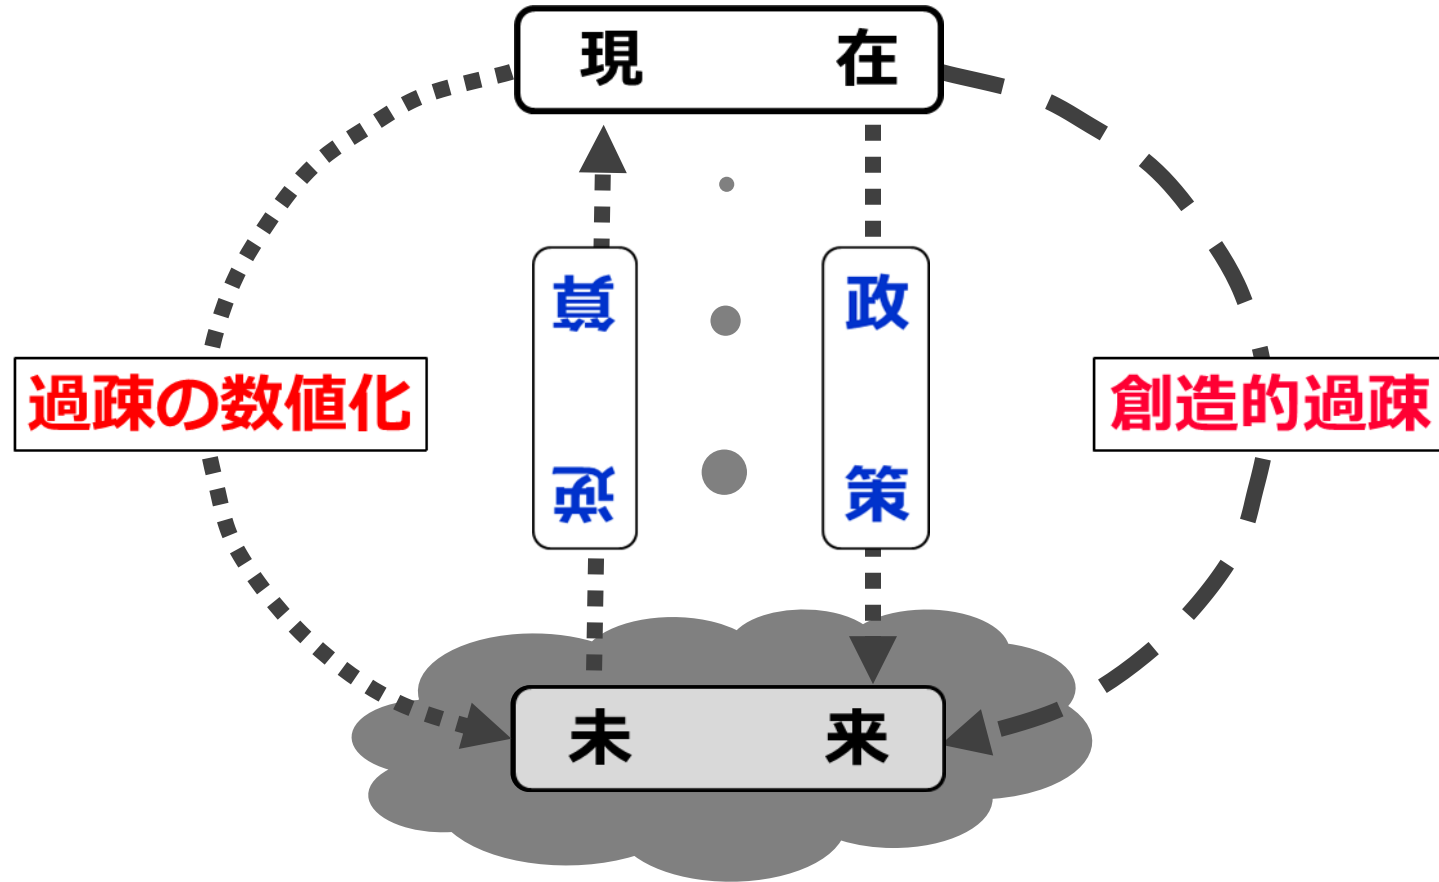 現　在
過疎の数値化
逆　算
政　策
創造的過疎
未　来